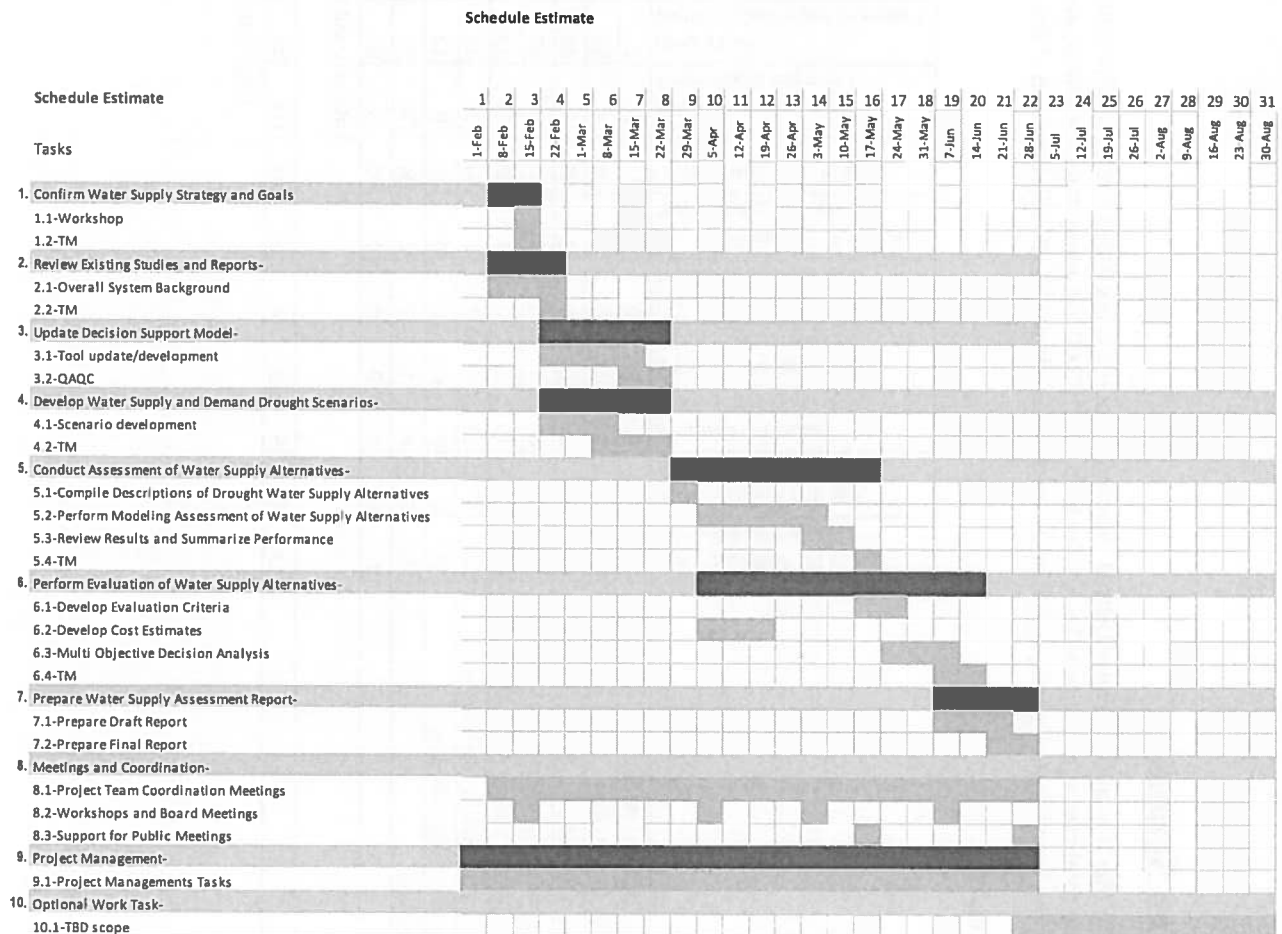 Schedule Estimate
Schedule Estimate 1 2 3 4 5 6 7 8 9 10 11 12 13 14 15 16 17 18 19 20 21 22 23 24 25 26 27 28 29 30 31
Tasks 1-Feb 8-Feb 15-Feb 22-Feb 1-Mar 8-Mar 15-Mar 22-Mar 29-Mar 5-Apr 12-Apr 19-Apr 26-Apr 3-May 10-May 17-May 24-May 31-May 7-Jun 14-Jun 21-Jun 28-Jun 5-Jul 12-Jul 19-Jul 26-Jul 2-Aug 9-Aug 16-Aug 23-Aug 30-Aug
1. Confirm Water Supply Strategy and Goals
1.1-Workshop
1.2-TM
2. Review Existing Studies and Reports-
2.1-Overall System Background
2.2-TM
3. Update Decision Support Model-
3.1-Tool update/development
3.2-QAQC
4. Develop Water Supply and Demand Drought Scenarios-
4.1-Scenario development
4.2-TM
5. Conduct Assessment of Water Supply Alternatives-
5.1-Compile Descriptions of Drought Water Supply Alternatives
5.2-Perform Modeling Assessment of Water Supply Alternatives
5.3-Review Results and Summarize Performance
5.4-TM
6. Perform Evaluation of Water Supply Alternatives-
6.1-Develop Evaluation Criteria
6.2-Develop Cost Estimates
6.3-Multi Objective Decision Analysis
6.4-TM
7. Prepare Water Supply Assessment Report-
7.1-Prepare Draft Report
7.2-Prepare Final Report
8. Meetings and Coordination-
8.1-Project Team Coordination Meetings
8.2-Workshops and Board Meetings
8.3-Support for Public Meetings
9. Project Management-
9.1-Project Managements Tasks
10. Optional Work Task-
10.1-TBD scope